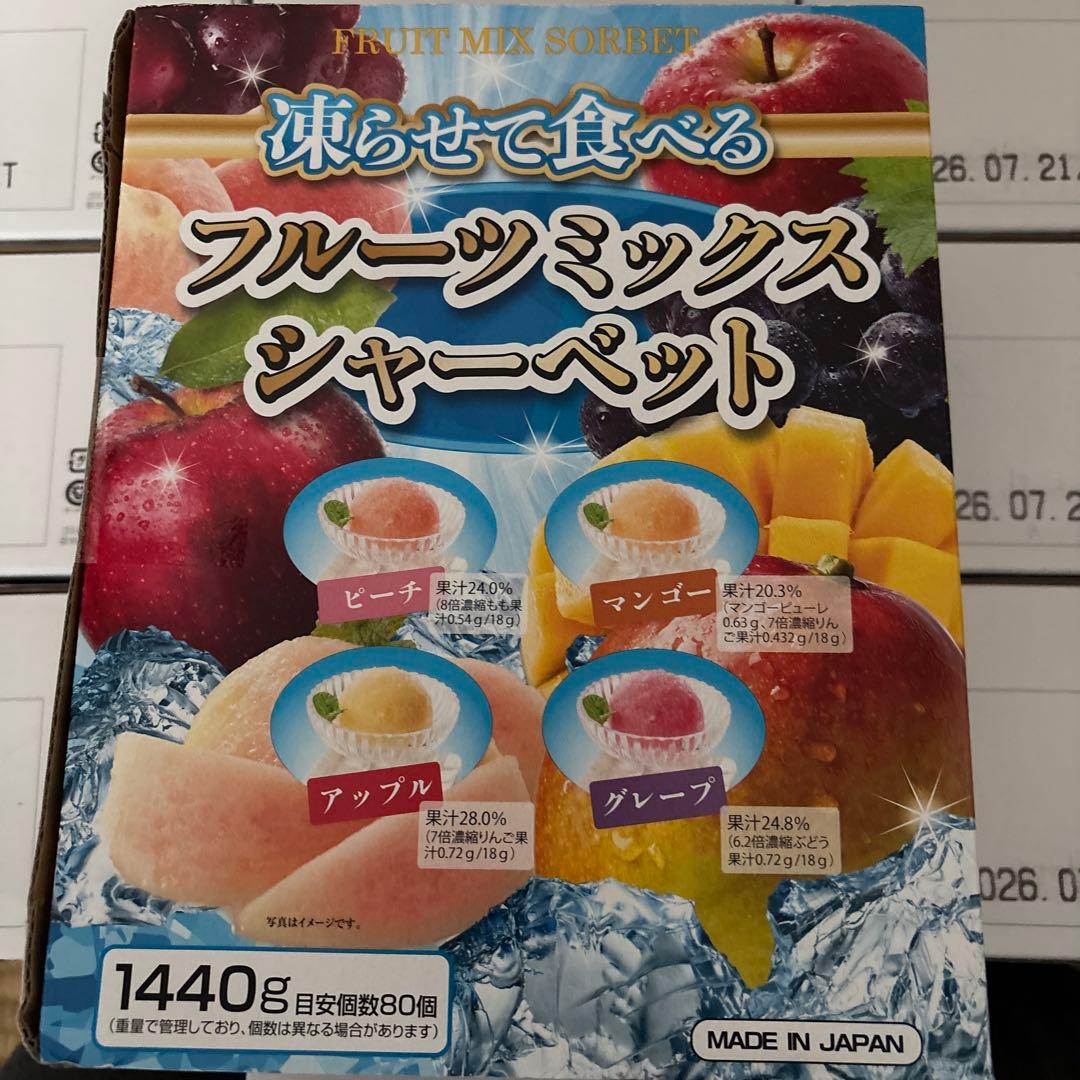 FRUIT MIX SORBET
凍らせて食べる
フルーツミックス
シャーベット
ピーチ
果汁24.0%
(8倍濃縮もも果
汁0.54g/18g)
マンゴー
果汁20.3%
(マンゴーピューレ
0.63g、7倍濃縮りん
ご果汁0.432g/18g)
アップル
果汁28.0%
(7倍濃縮りんご果
汁0.72g/18g)
グレープ
果汁24.8%
(6.2倍濃縮ぶどう
果汁0.72g/18g)
写真はイメージです。
1440g 目安個数80個
(重量で管理しており、個数は異なる場合があります)
MADE IN JAPAN
T
26.07.21
26.07.2
026.0